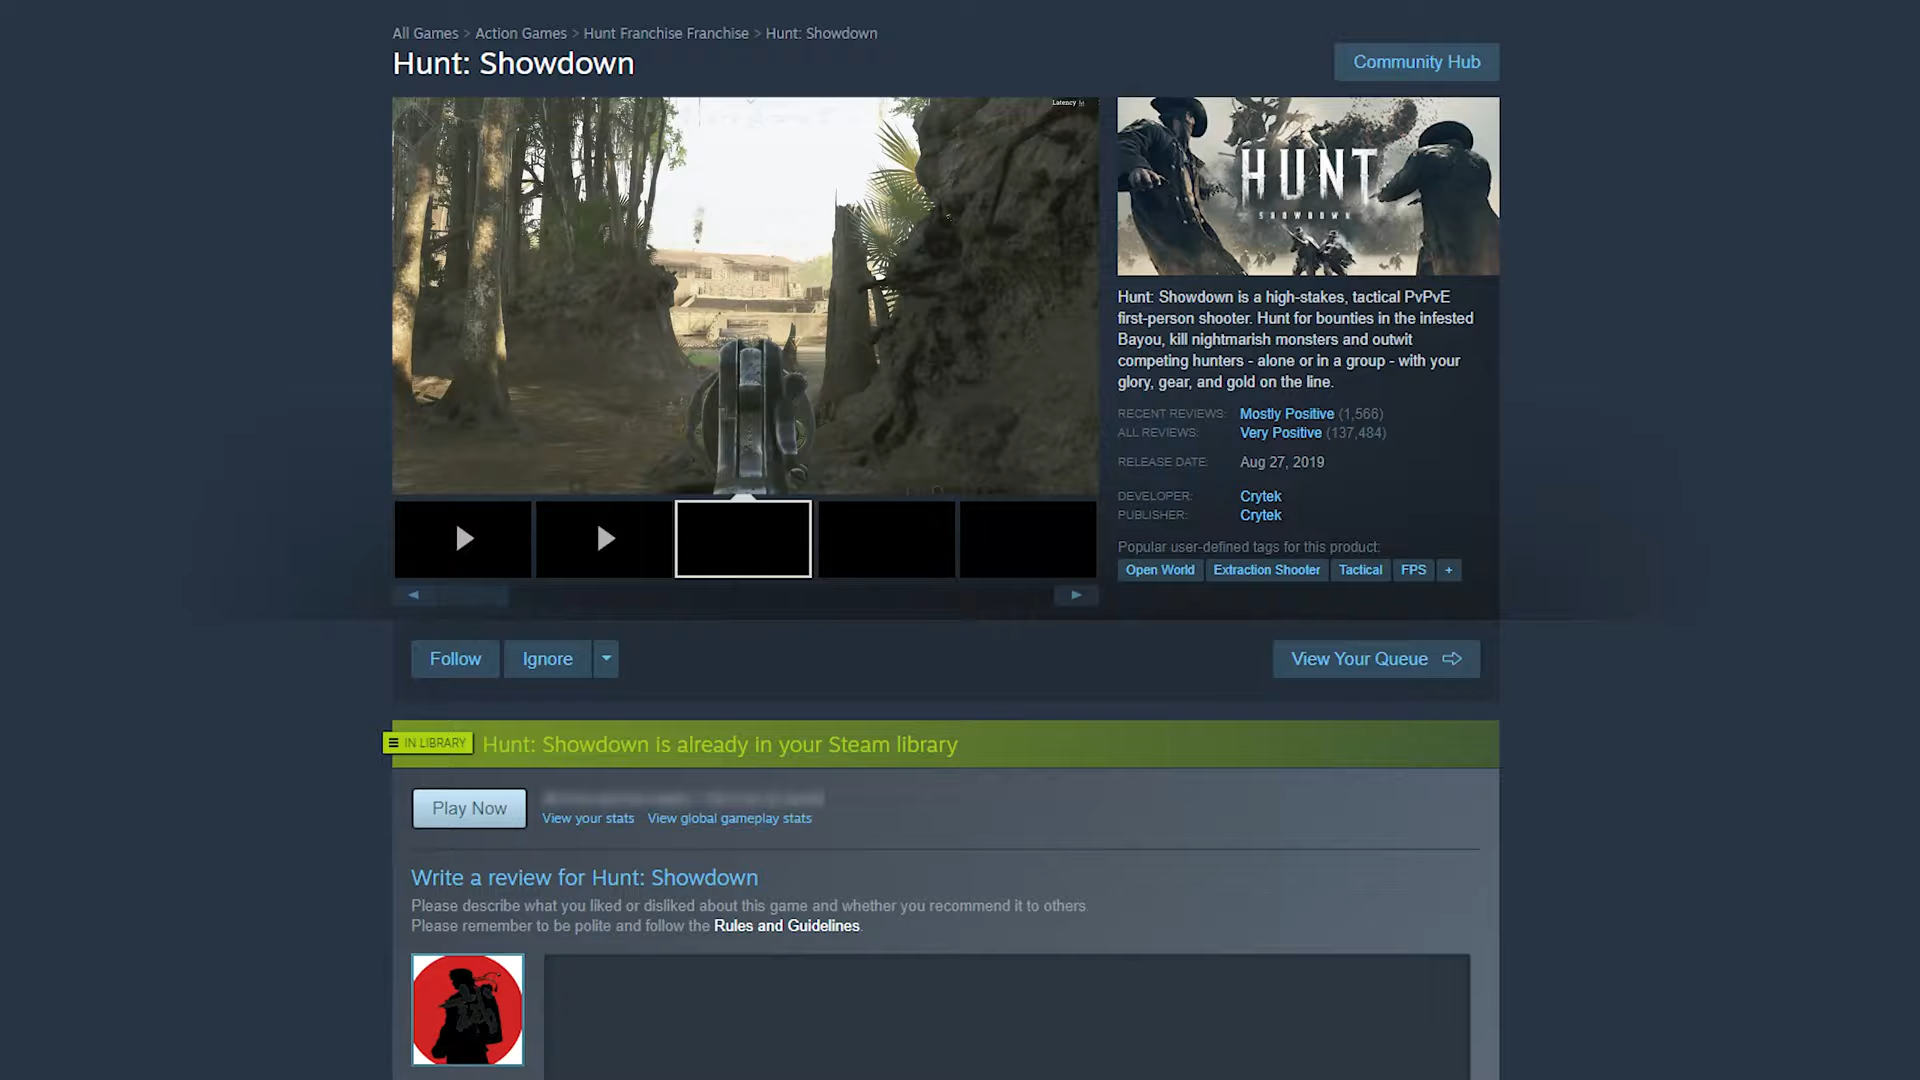 All Games > Action Games > Hunt Franchise Franchise > Hunt: Showdown
Hunt: Showdown
Community Hub
Latency
HUNT
SHOWDOWN
Hunt: Showdown is a high-stakes, tactical PvPvE
first-person shooter. Hunt for bounties in the infested
Bayou, kill nightmarish monsters and outwit
competing hunters - alone or in a group - with your
glory, gear, and gold on the line.
RECENT REVIEWS: Mostly Positive (1,566)
ALL REVIEWS: Very Positive (137,484)
RELEASE DATE: Aug 27, 2019
DEVELOPER: Crytek
PUBLISHER: Crytek
Popular user-defined tags for this product:
Open World Extraction Shooter Tactical FPS +
Follow Ignore View Your Queue
IN LIBRARY Hunt: Showdown is already in your Steam library
Play Now
View your stats View global gameplay stats
Write a review for Hunt: Showdown
Please describe what you liked or disliked about this game and whether you recommend it to others.
Please remember to be polite and follow the Rules and Guidelines.